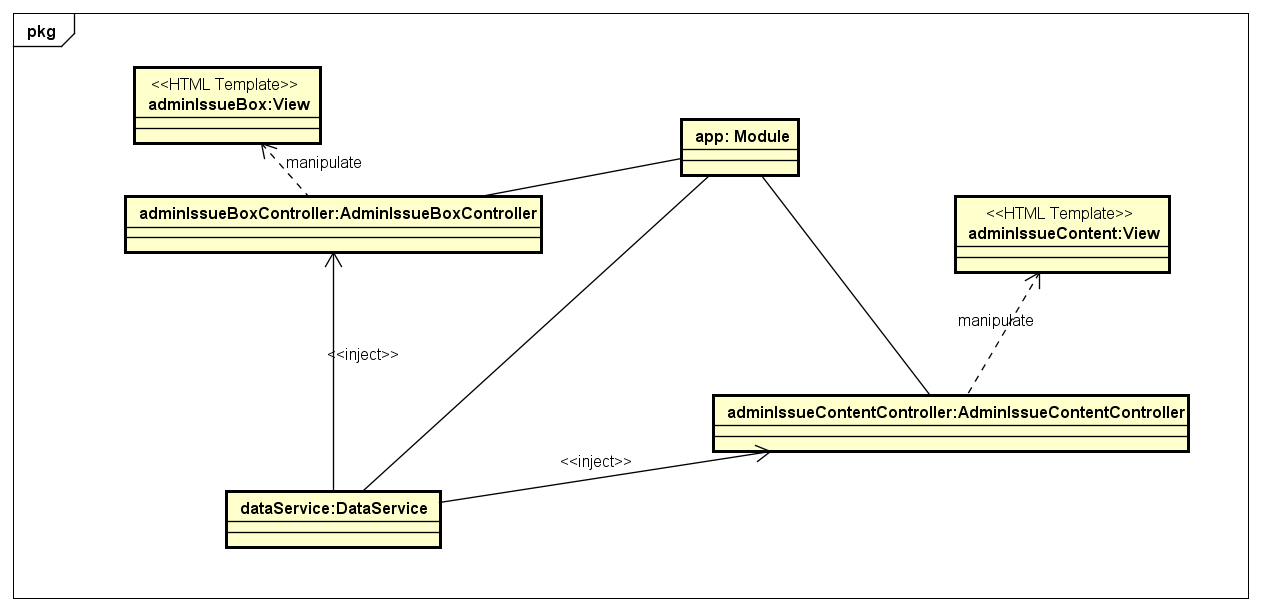 pkg
<<HTML Template>>
adminIssueBox:View
manipulate
app: Module
adminIssueBoxController:AdminIssueBoxController
<<HTML Template>>
adminIssueContent:View
manipulate
<<inject>>
adminIssueContentController:AdminIssueContentController
<<inject>>
dataService:DataService